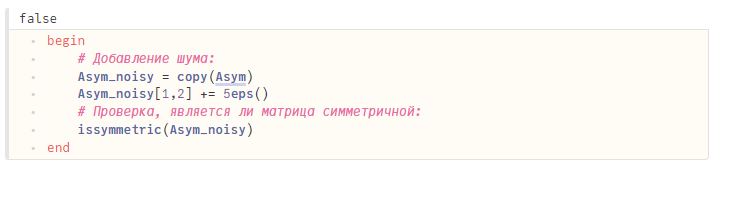 false
begin
# Добавление шума:
Asym_noisy = copy(Asym)
Asym_noisy[1,2] += 5eps()
# Проверка, является ли матрица симметричной:
issymmetric(Asym_noisy)
end